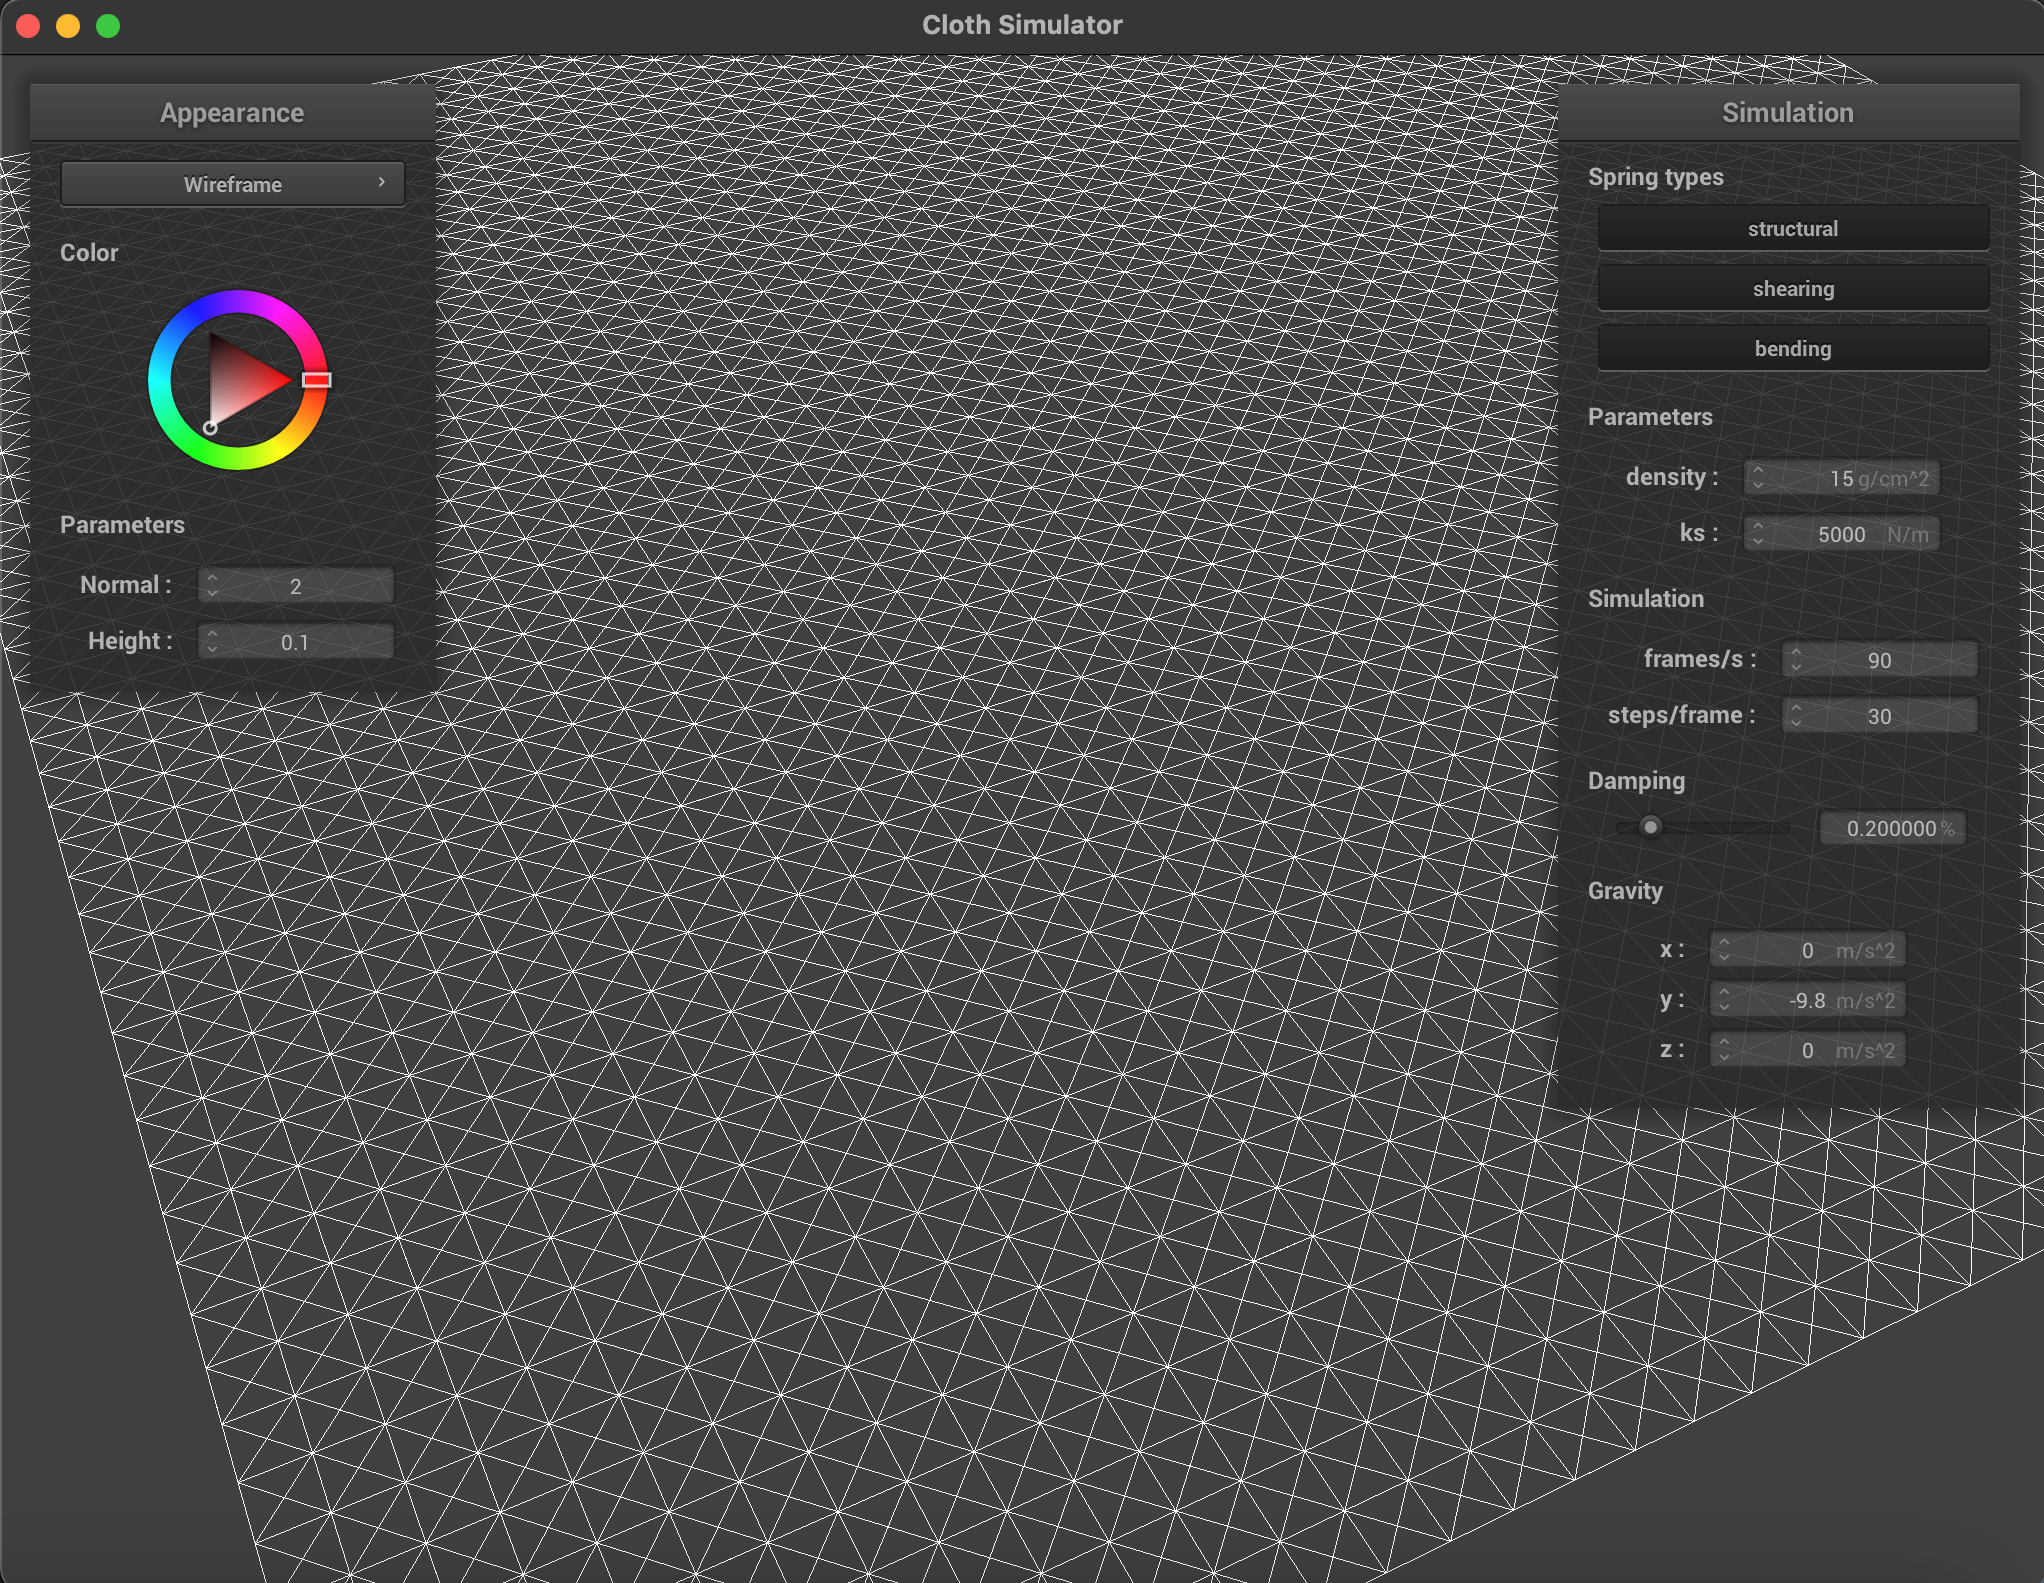 Cloth Simulator
Appearance
Wireframe
Color
Parameters
Normal : 2
Height : 0.1
Simulation
Spring types
structural
shearing
bending
Parameters
density : 15 g/cm^2
ks : 5000 N/m
Simulation
frames/s : 90
steps/frame : 30
Damping
0.200000 %
Gravity
x : 0 m/s^2
y : -9.8 m/s^2
z : 0 m/s^2